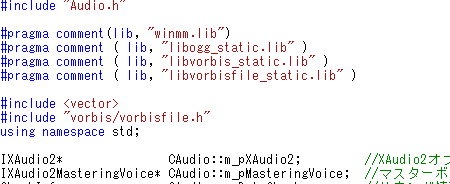 #include "Audio.h"
#pragma comment(lib, "winmm.lib")
#pragma comment ( lib, "libogg_static.lib" )
#pragma comment ( lib, "libvorbis_static.lib" )
#pragma comment ( lib, "libvorbisfile_static.lib" )
#include <vector>
#include "vorbis/vorbisfile.h"
using namespace std;
IXAudio2* CAudio::m_pXAudio2; //XAudio2オブ
IXAudio2MasteringVoice* CAudio::m_pMasteringVoice; //マスターボ